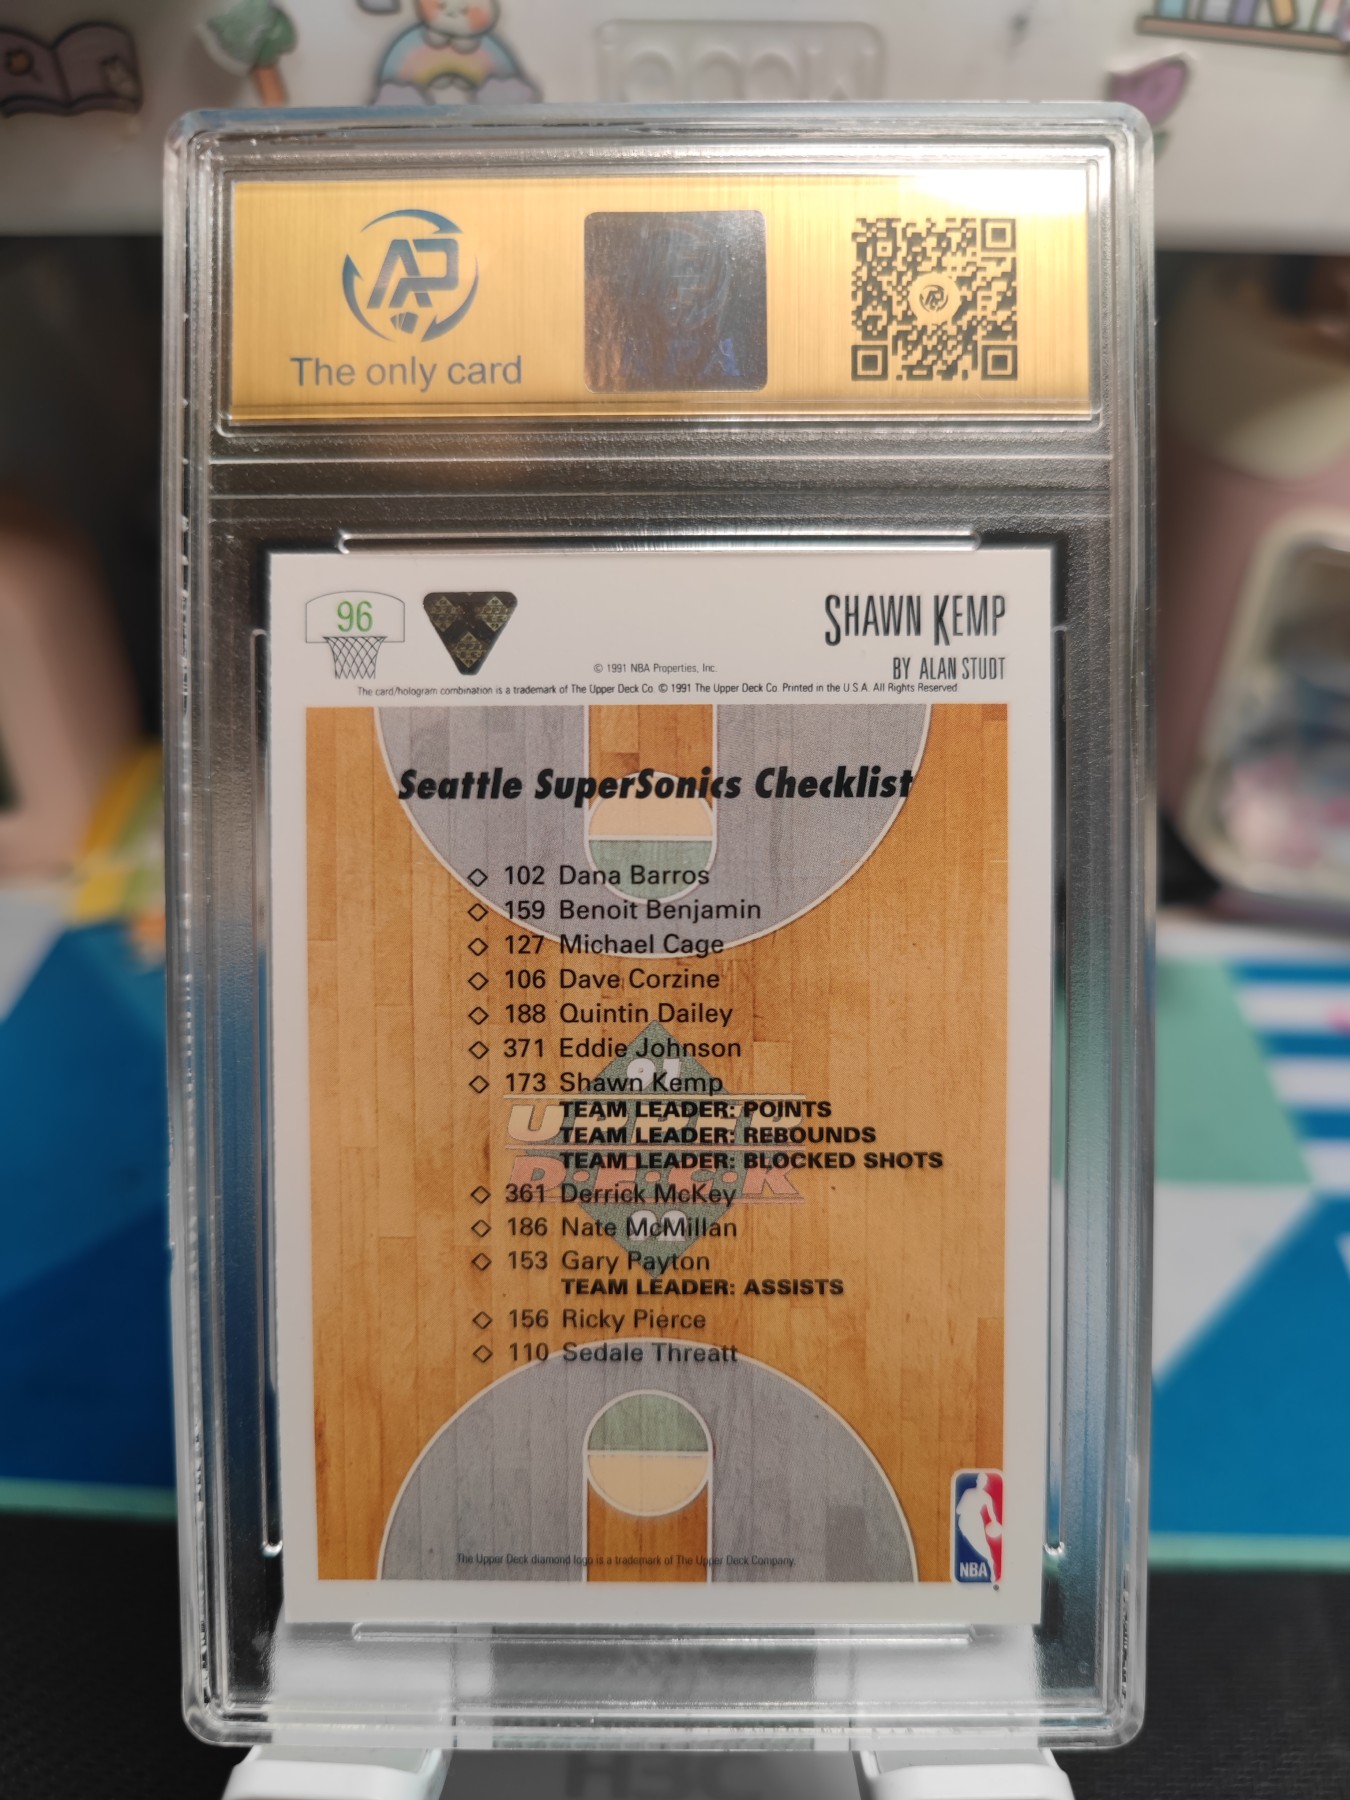 The only card
96
SHAWN KEMP
BY ALAN STUDT
© 1991 NBA Properties, Inc.
The card/hologram combination is a trademark of The Upper Deck Co. © 1991 The Upper Deck Co. Printed in the U.S.A. All Rights Reserved
Seattle SuperSonics Checklist
102 Dana Barros
159 Benoit Benjamin
127 Michael Cage
106 Dave Corzine
188 Quintin Dailey
371 Eddie Johnson
173 Shawn Kemp
TEAM LEADER: POINTS
TEAM LEADER: REBOUNDS
TEAM LEADER: BLOCKED SHOTS
361 Derrick McKey
186 Nate McMillan
153 Gary Payton
TEAM LEADER: ASSISTS
156 Ricky Pierce
110 Sedale Threatt
91
UPPER
DECK
92
The Upper Deck diamond logo is a trademark of The Upper Deck Company.
NBA